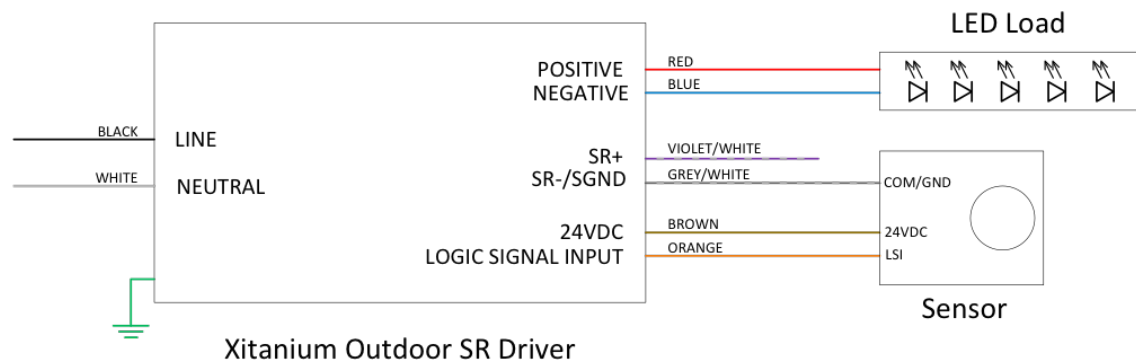 LED Load
POSITIVE RED
NEGATIVE BLUE
BLACK LINE
WHITE NEUTRAL
SR+ VIOLET/WHITE
SR-/SGND GREY/WHITE COM/GND
24VDC BROWN 24VDC
LOGIC SIGNAL INPUT ORANGE LSI
Sensor
Xitanium Outdoor SR Driver